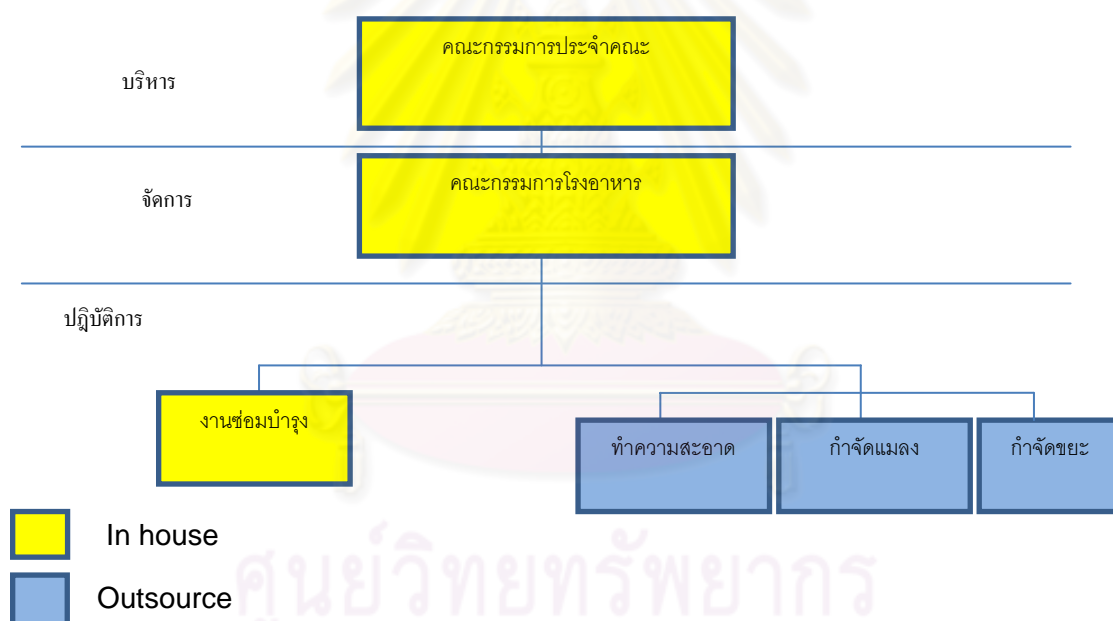 คณะกรรมการประจำคณะ
บริหาร
คณะกรรมการโรงอาหาร
จัดการ
ปฎิบัติการ
งานซ่อมบำรุง
ทำความสะอาด
กำจัดแมลง
กำจัดขยะ
In house
Outsource
ศูนย์วิทยทรัพยากร